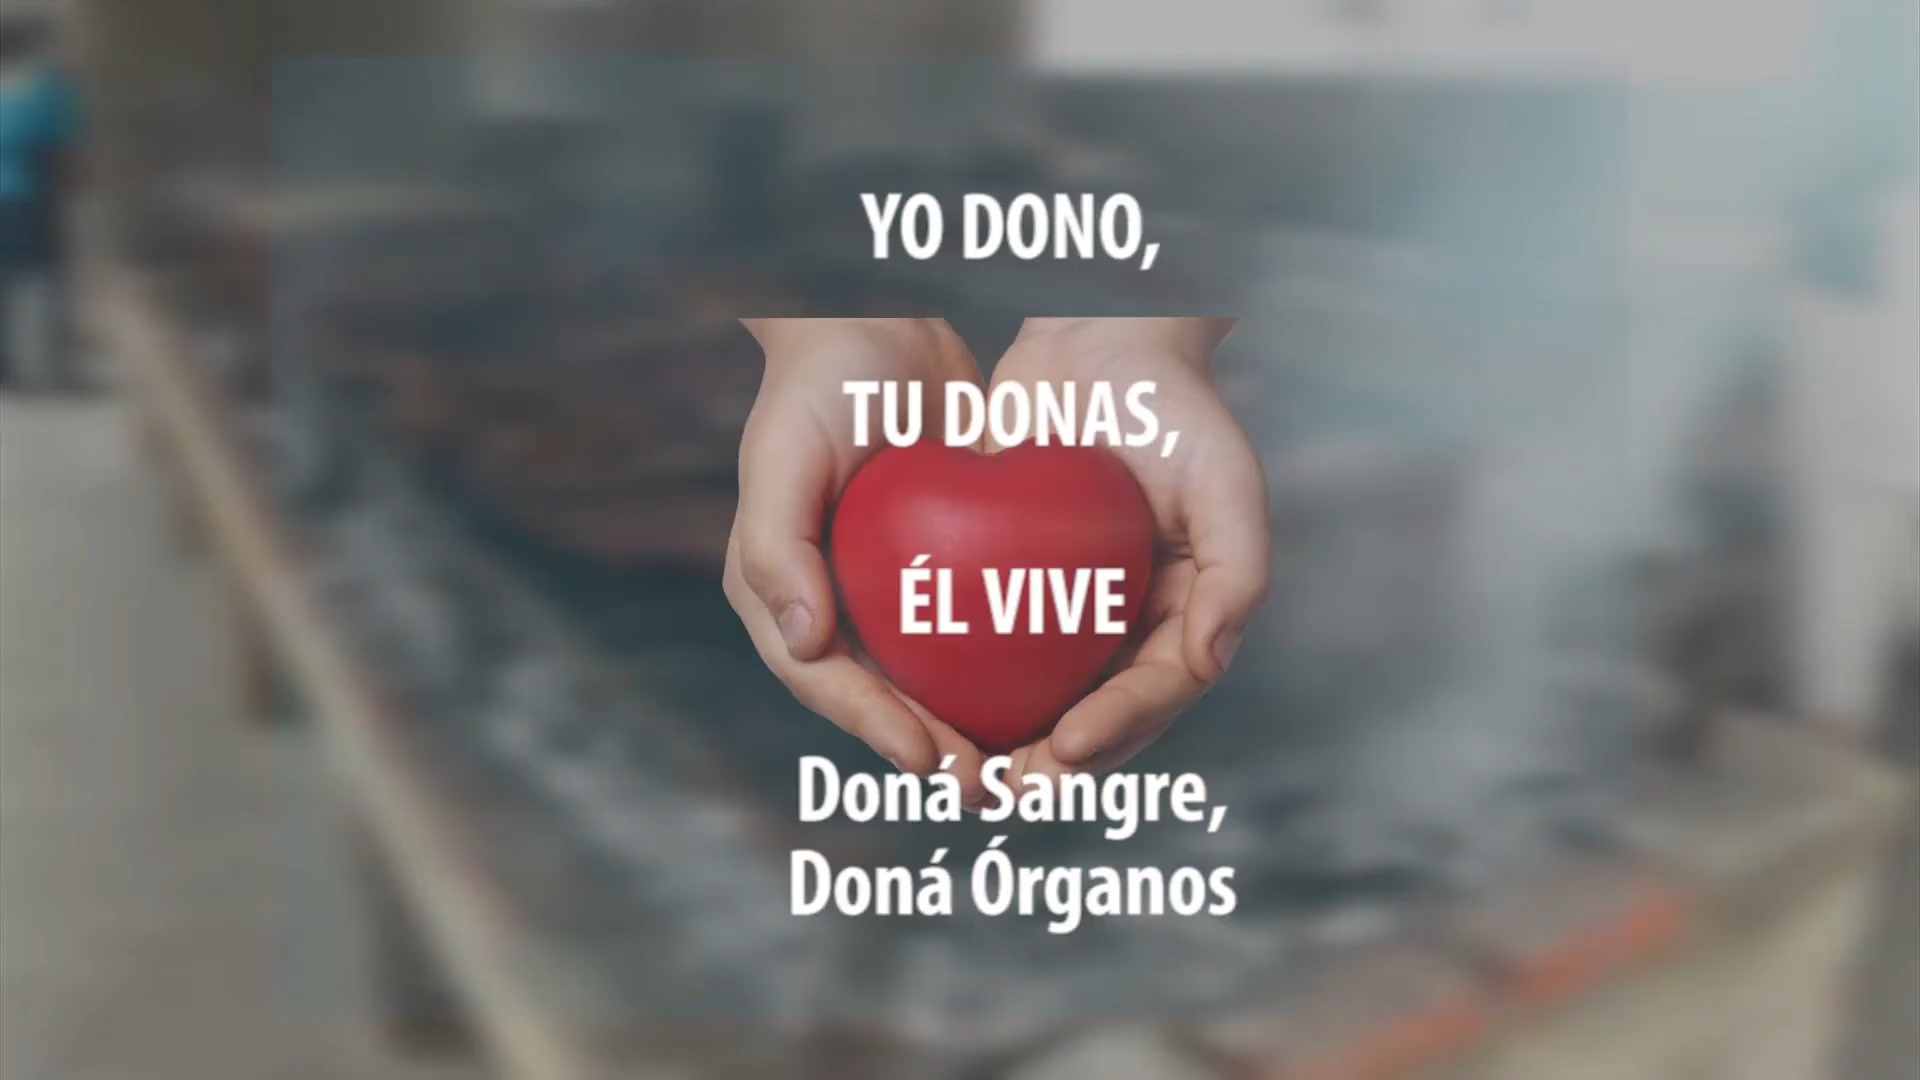 YO DONO,
TU DONAS,
ÉL VIVE
Doná Sangre,
Doná Órganos